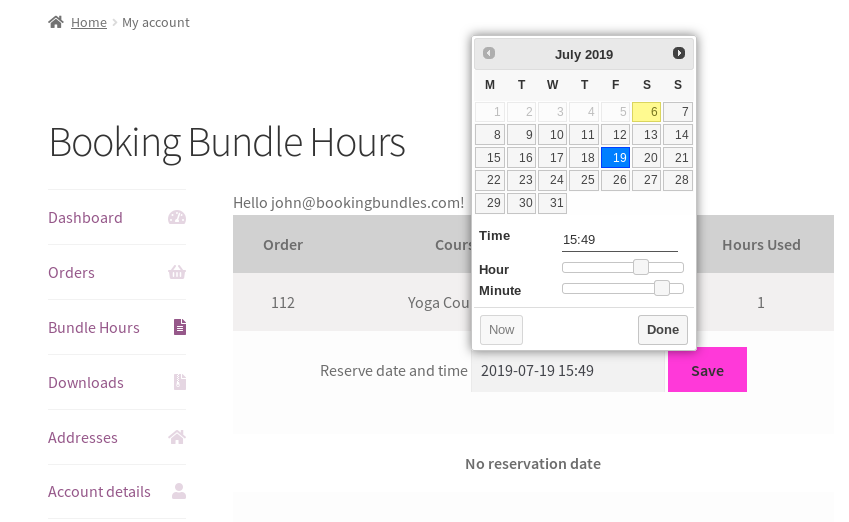 Home > My account
Booking Bundle Hours
Dashboard
Orders
Bundle Hours
Downloads
Addresses
Account details
Hello john@bookingbundles.com!
Order Hours Used
112 Yoga 1
Reserve date and time 2019-07-19 15:49 Save
No reservation date
July 2019
M T W T F S S
1 2 3 4 5 6 7
8 9 10 11 12 13 14
15 16 17 18 19 20 21
22 23 24 25 26 27 28
29 30 31
Time 15:49
Hour
Minute
Now Done